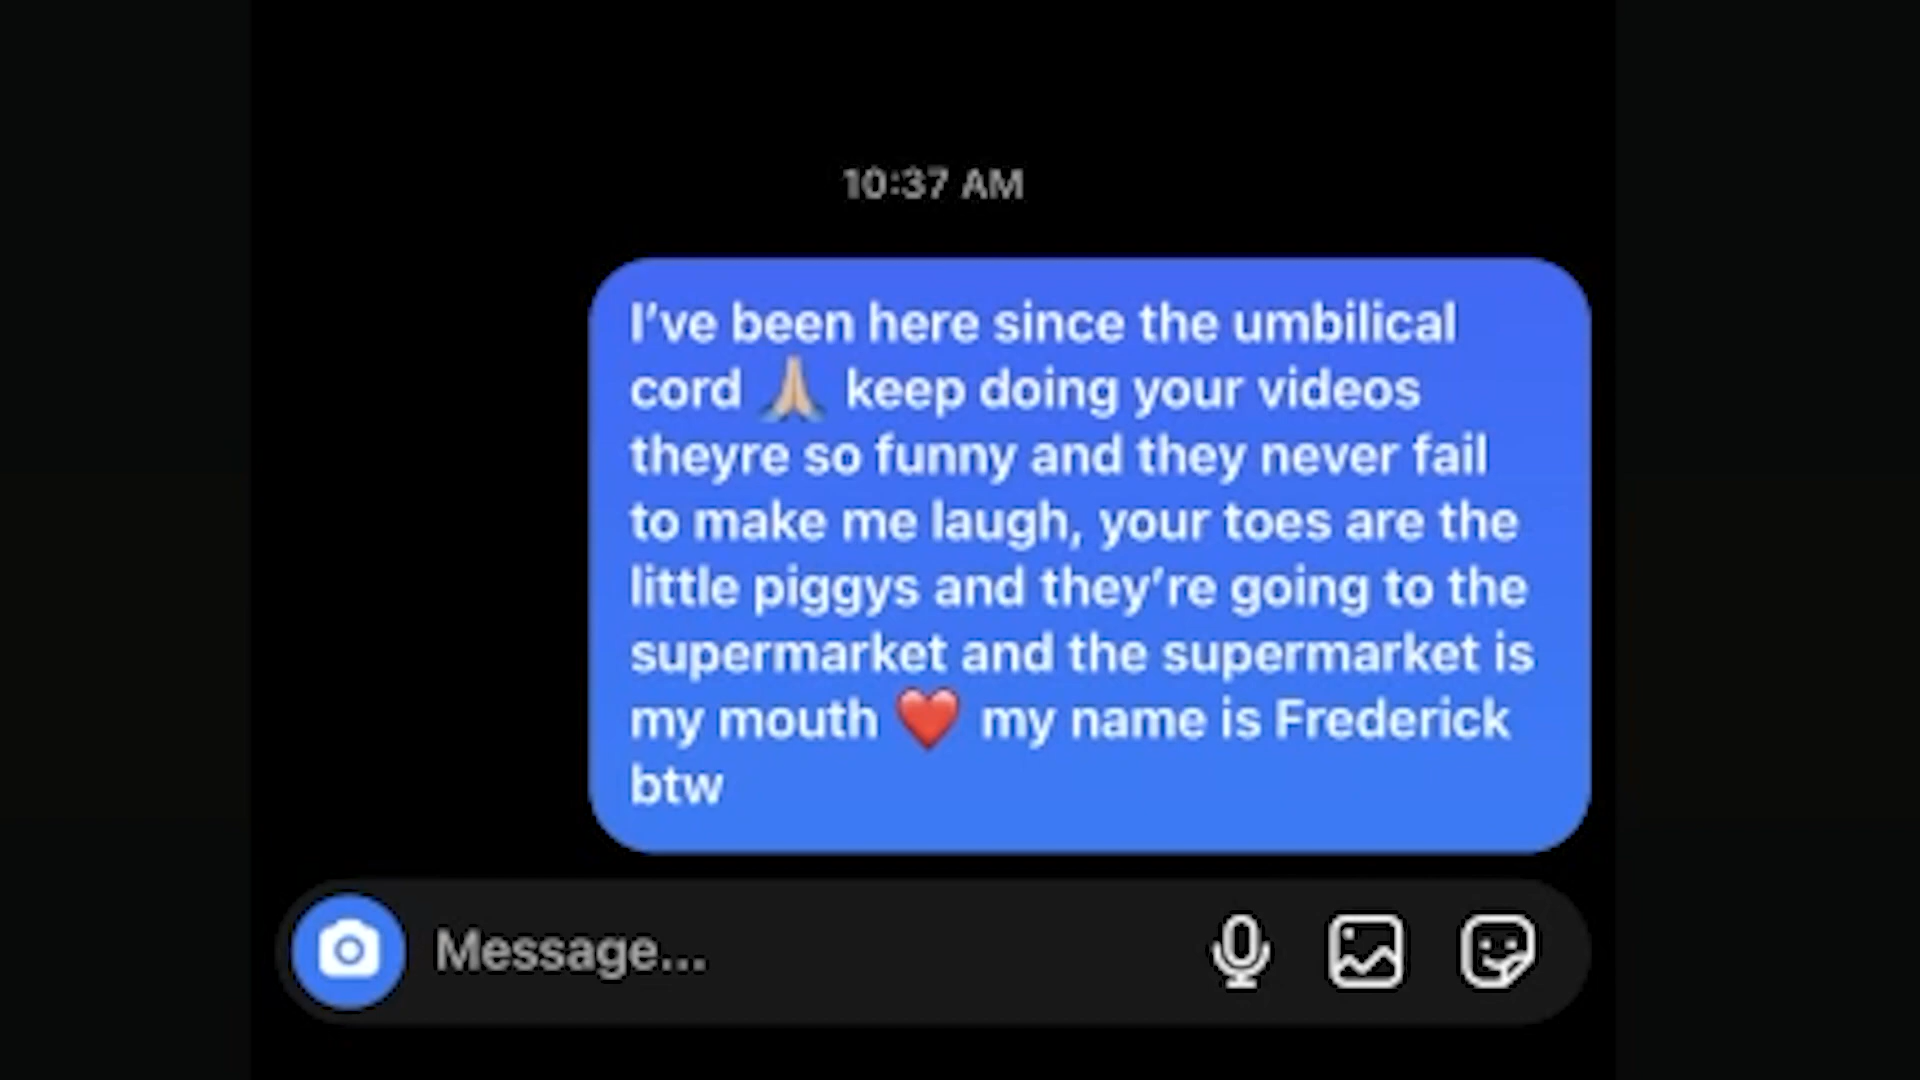 10:37 AM
I’ve been here since the umbilical
cord 🙏🏼 keep doing your videos
theyre so funny and they never fail
to make me laugh, your toes are the
little piggys and they’re going to the
supermarket and the supermarket is
my mouth ❤️ my name is Frederick
btw
Message...